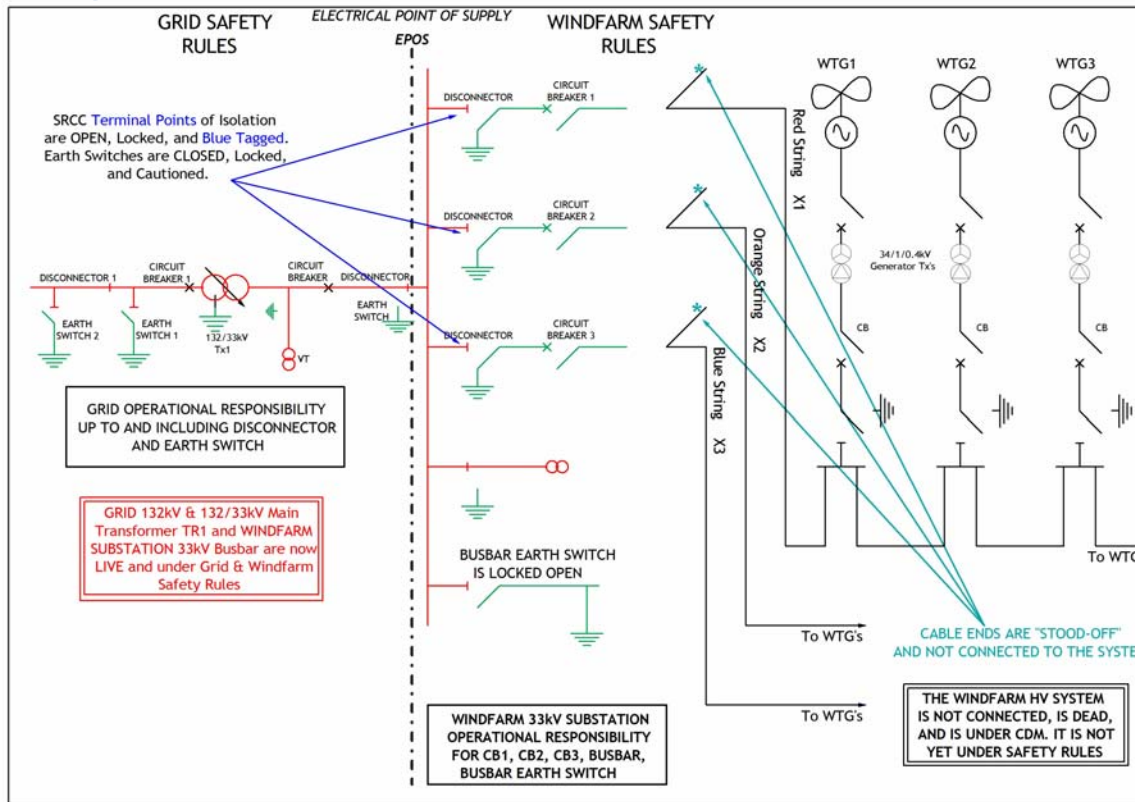 GRID SAFETY
RULES
ELECTRICAL POINT OF SUPPLY
EPOS
WINDFARM SAFETY
RULES
SRCC Terminal Points of Isolation
are OPEN, Locked, and Blue Tagged.
Earth Switches are CLOSED, Locked,
and Cautioned.
DISCONNECTOR
CIRCUIT
BREAKER 1
DISCONNECTOR
CIRCUIT
BREAKER 2
DISCONNECTOR
CIRCUIT
BREAKER 3
*
*
*
Red String X1
Orange String X2
Blue String X3
WTG1
WTG2
WTG3
34/1/0.4kV
Generator Tx's
CB
CB
CB
DISCONNECTOR 1
CIRCUIT
BREAKER 1
CIRCUIT
BREAKER
DISCONNECTOR
EARTH
SWITCH 2
EARTH
SWITCH 1
132/33kV
Tx1
VT
EARTH
SWITCH
GRID OPERATIONAL RESPONSIBILITY
UP TO AND INCLUDING DISCONNECTOR
AND EARTH SWITCH
GRID 132kV & 132/33kV Main
Transformer TR1 and WINDFARM
SUBSTATION 33kV Busbar are now
LIVE and under Grid & Windfarm
Safety Rules
BUSBAR EARTH SWITCH
IS LOCKED OPEN
To WTG
To WTG's
To WTG's
CABLE ENDS ARE "STOOD-OFF"
AND NOT CONNECTED TO THE SYSTE
WINDFARM 33kV SUBSTATION
OPERATIONAL RESPONSIBILITY
FOR CB1, CB2, CB3, BUSBAR,
BUSBAR EARTH SWITCH
THE WINDFARM HV SYSTEM
IS NOT CONNECTED, IS DEAD,
AND IS UNDER CDM. IT IS NOT
YET UNDER SAFETY RULES